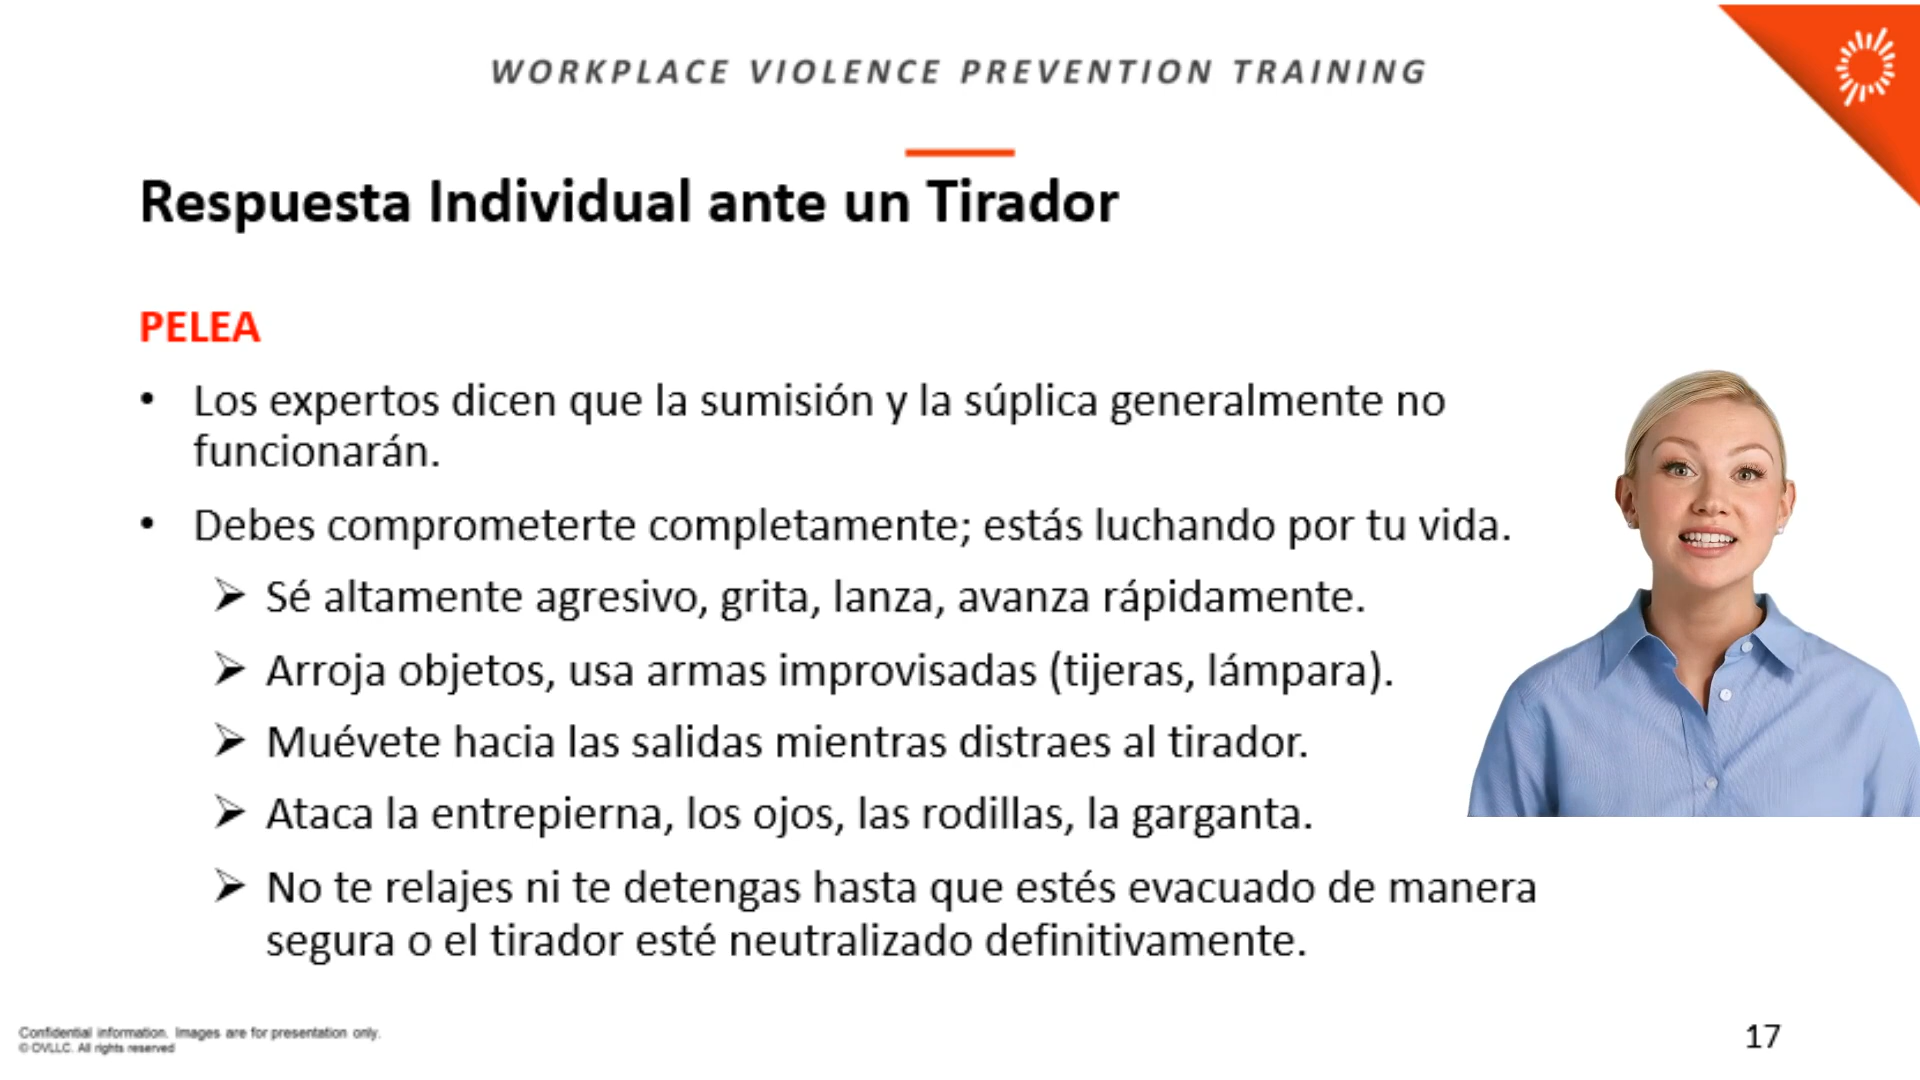 WORKPLACE VIOLENCE PREVENTION TRAINING
Respuesta Individual ante un Tirador
PELEA
• Los expertos dicen que la sumisión y la súplica generalmente no
funcionarán.
• Debes comprometerte completamente; estás luchando por tu vida.
➢ Sé altamente agresivo, grita, lanza, avanza rápidamente.
➢ Arroja objetos, usa armas improvisadas (tijeras, lámpara).
➢ Muévete hacia las salidas mientras distraes al tirador.
➢ Ataca la entrepierna, los ojos, las rodillas, la garganta.
➢ No te relajes ni te detengas hasta que estés evacuado de manera
segura o el tirador esté neutralizado definitivamente.
Confidential information. Images are for presentation only.
© OVLLC. All rights reserved
17